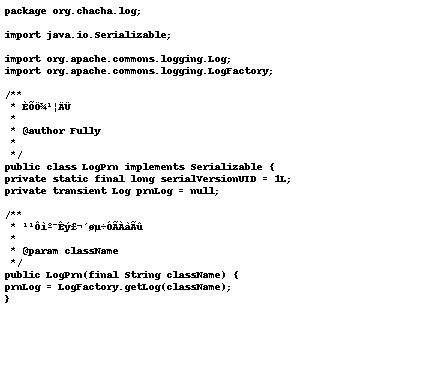 package org.chacha.log;
import java.io.Serializable;
import org.apache.commons.logging.Log;
import org.apache.commons.logging.LogFactory;
/**
* ÈÕÖ¾¹¦ÄÜ
*
* @author Fully
*
*/
public class LogPrn implements Serializable {
private static final long serialVersionUID = 1L;
private transient Log prnLog = null;
/**
* ¹¹Ôìº¯Êý£¬´øµ÷ÓÃÀàÃû
*
* @param className
*/
public LogPrn(final String className) {
prnLog = LogFactory.getLog(className);
}